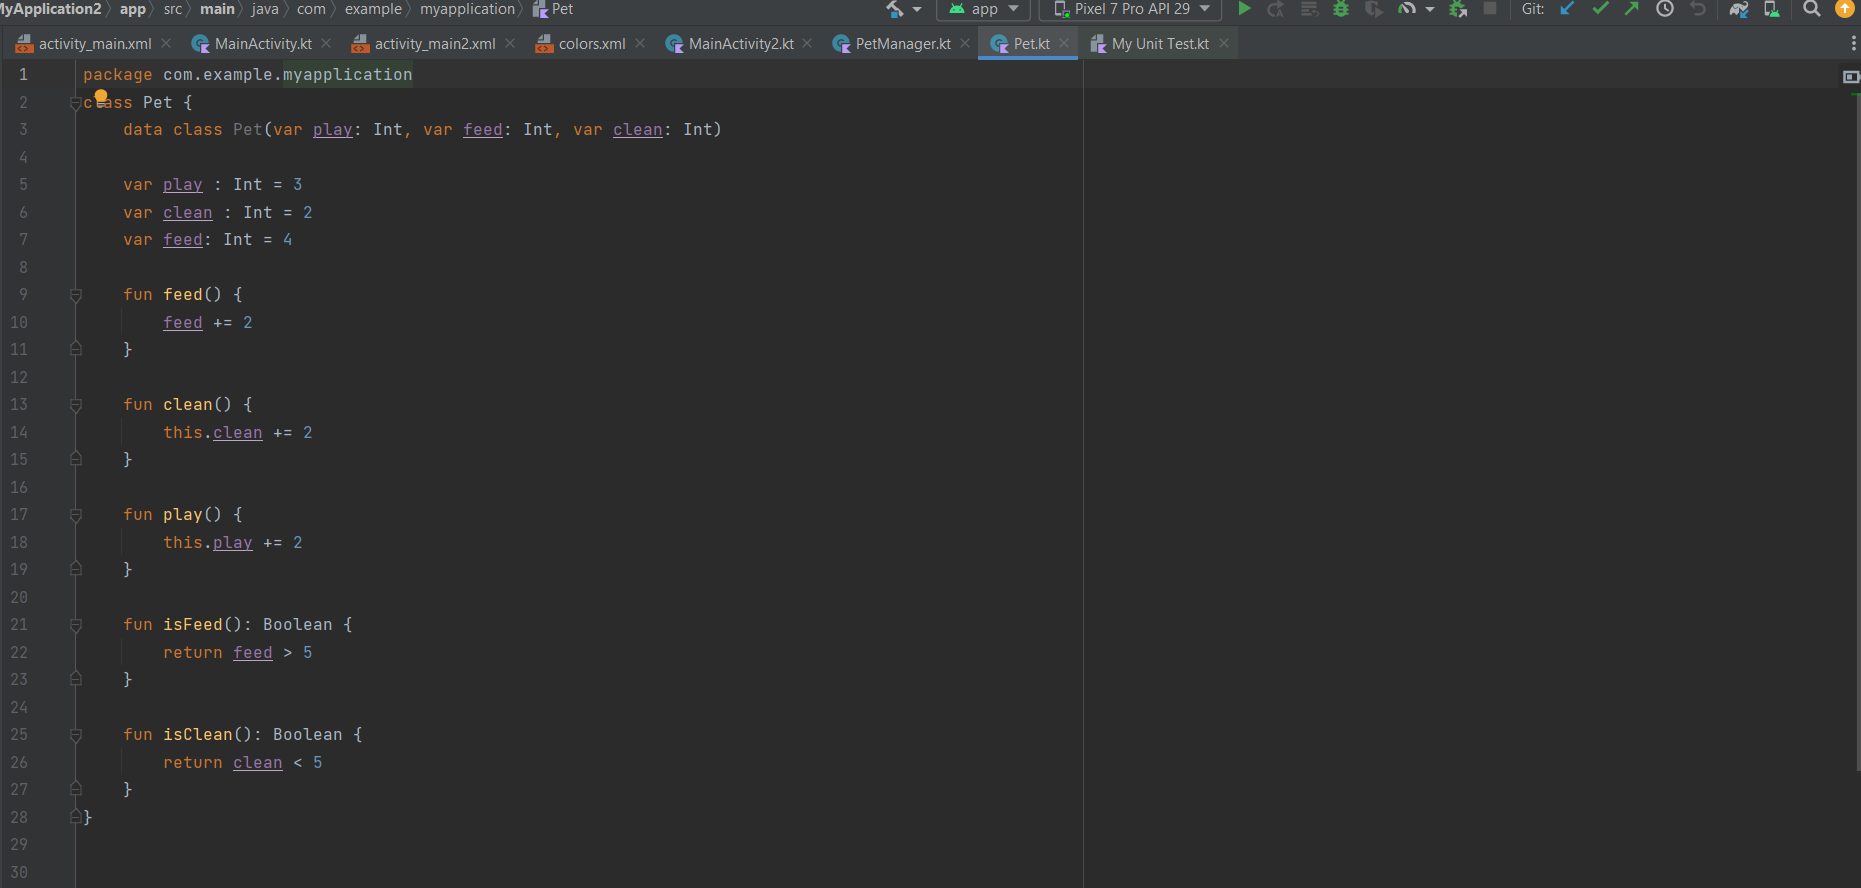 MyApplication2 app src main java com example myapplication Pet app Pixel 7 Pro API 29 Git:
activity_main.xml MainActivity.kt activity_main2.xml colors.xml MainActivity2.kt PetManager.kt Pet.kt My Unit Test.kt
1 package com.example.myapplication
2 class Pet {
3 data class Pet(var play: Int, var feed: Int, var clean: Int)
4
5 var play : Int = 3
6 var clean : Int = 2
7 var feed: Int = 4
8
9 fun feed() {
10 feed += 2
11 }
12
13 fun clean() {
14 this.clean += 2
15 }
16
17 fun play() {
18 this.play += 2
19 }
20
21 fun isFeed(): Boolean {
22 return feed > 5
23 }
24
25 fun isClean(): Boolean {
26 return clean < 5
27 }
28 }
29
30